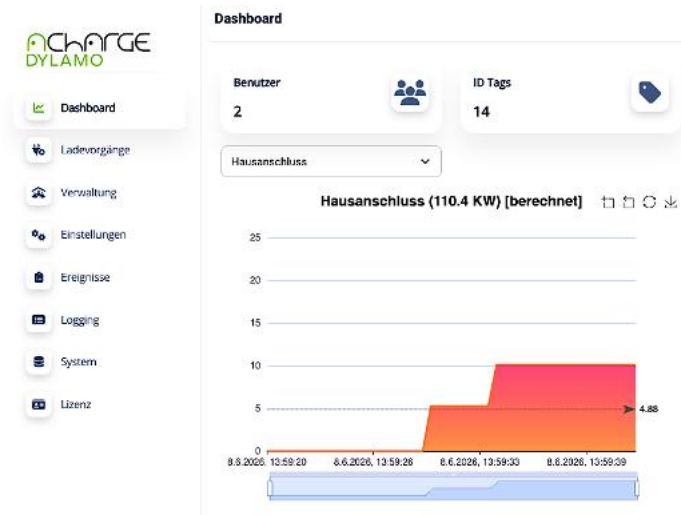 Dashboard
ACHARGE
DYLAMO
Benutzer
2
ID Tags
14
Dashboard
Ladevorgänge
Verwaltung
Einstellungen
Ereignisse
Logging
System
Lizenz
Hausanschluss
Hausanschluss (110.4 KW) [berechnet]
25
20
15
10
5
0
4.88
8.6.2026, 13:59:20
8.6.2026, 13:59:26
8.6.2026, 13:59:33
8.6.2026, 13:59:39